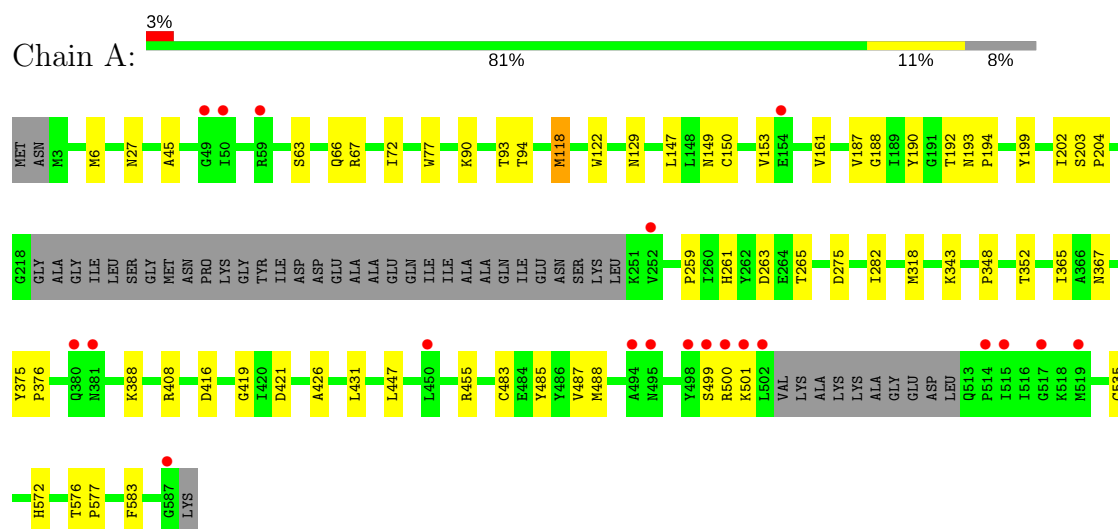 3%
Chain A:
81% 11% 8%
MET ASN M3 M6 N27 A45 G49 I50 R59 S63 Q66 R67 I72 W77 K90 T93 T94 N118 W122 N129 L147 L148 N149 C150 V153 E154 V161 V187 G188 I189 Y190 G191 T192 N193 P194 Y199 I202 S203 P204
G218 GLY ALA GLY ILE LEU SER GLY MET ASN PRO LYS GLY TYR ILE ASP ASP GLU ALA ALA GLU GLN ILE ILE ALA ALA GLN ILE GLU ASN SER LYS LEU K251 V252 P259 I260 H261 Y262 D263 E264 T265 D275 I282 M318 K343 P348 T352 I365 A366 N367
Y375 P376 Q380 N381 K388 R408 D416 G419 I420 D421 A426 L431 L447 L450 R455 C483 E484 Y485 Y486 V487 M488 A494 N495 Y498 S499 R500 K501 L502 VAL LYS ALA LYS LYS ALA GLY GLU ASP LEU Q513 P514 I515 I516 G517 K518 M519 C535
H572 T576 P577 F583 G587 LYS